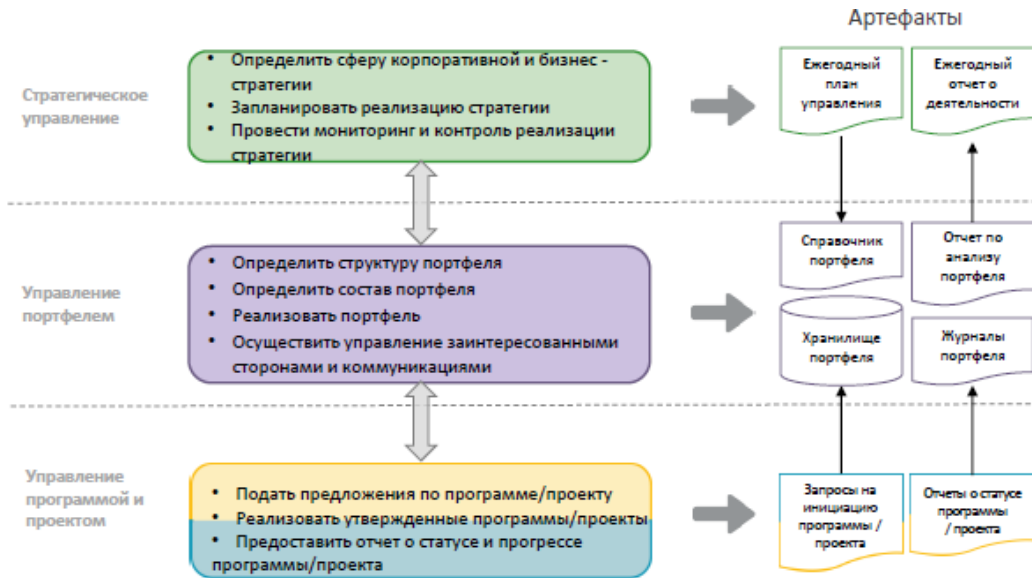 Артефакты
Стратегическое
управление
• Определить сферу корпоративной и бизнес -
стратегии
• Запланировать реализацию стратегии
• Провести мониторинг и контроль реализации
стратегии
Ежегодный
план
управления
Ежегодный
отчет о
деятельности
Управление
портфелем
• Определить структуру портфеля
• Определить состав портфеля
• Реализовать портфель
• Осуществить управление заинтересованными
сторонами и коммуникациями
Справочник
портфеля
Отчет по
анализу
портфеля
Хранилище
портфеля
Журналы
портфеля
Управление
программой и
проектом
• Подать предложения по программе/проекту
• Реализовать утвержденные программы/проекты
• Предоставить отчет о статусе и прогрессе
программы/проекта
Запросы на
инициацию
программы /
проекта
Отчеты о статусе
программы
/ проекта